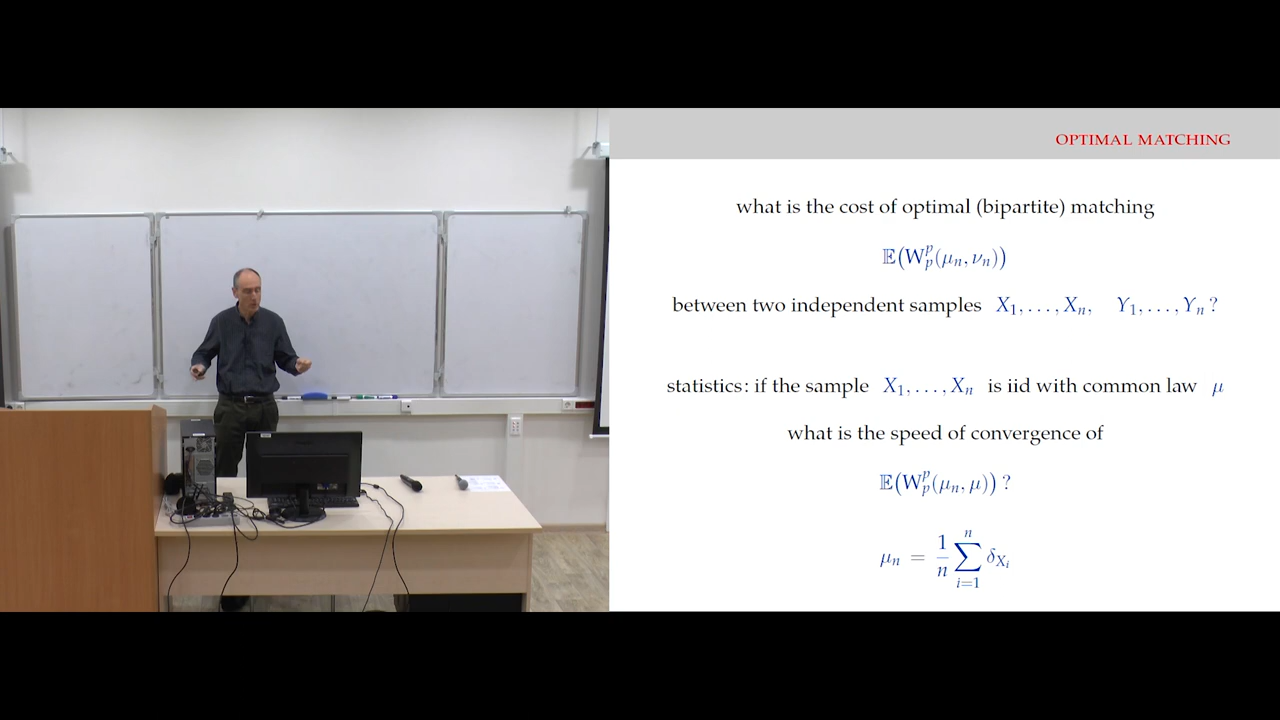 OPTIMAL MATCHING
what is the cost of optimal (bipartite) matching
𝔼(W_p^p(μ_n, ν_n))
between two independent samples X_1, . . . , X_n, Y_1, . . . , Y_n ?
statistics: if the sample X_1, . . . , X_n is iid with common law μ
what is the speed of convergence of
𝔼(W_p^p(μ_n, μ)) ?
μ_n = \frac{1}{n} \sum_{i=1}^{n} δ_{X_i}